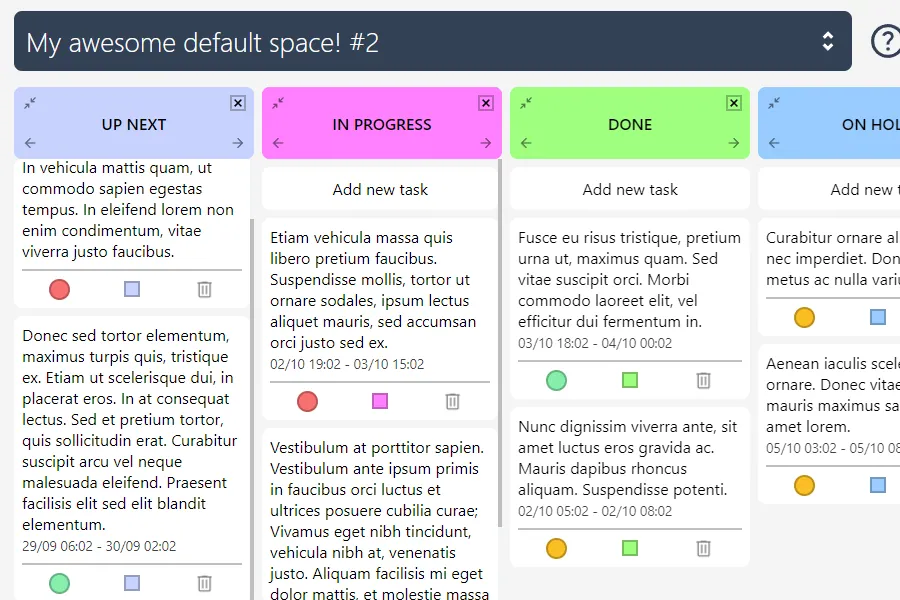 My awesome default space! #2
?
UP NEXT
In vehicula mattis quam, ut
commodo sapien egestas
tempus. In eleifend lorem non
enim condimentum, vitae
viverra justo faucibus.
Donec sed tortor elementum,
maximus turpis quis, tristique
ex. Etiam ut scelerisque dui, in
placerat eros. In at consequat
lectus. Sed et pretium tortor,
quis sollicitudin erat. Curabitur
suscipit arcu vel neque
malesuada eleifend. Praesent
facilisis elit sed elit blandit
elementum.
29/09 06:02 - 30/09 02:02
IN PROGRESS
Add new task
Etiam vehicula massa quis
libero pretium faucibus.
Suspendisse mollis, tortor ut
ornare sodales, ipsum lectus
aliquet mauris, sed accumsan
orci justo sed ex.
02/10 19:02 - 03/10 15:02
Vestibulum at porttitor sapien.
Vestibulum ante ipsum primis
in faucibus orci luctus et
ultrices posuere cubilia curae;
Vivamus eget nibh tincidunt,
vehicula nibh at, venenatis
justo. Aliquam facilisis mi eget
dolor mattis, et molestie massa
DONE
Add new task
Fusce eu risus tristique, pretium
urna ut, maximus quam. Sed
vitae suscipit orci. Morbi
commodo laoreet elit, vel
efficitur dui fermentum in.
03/10 18:02 - 04/10 00:02
Nunc dignissim viverra ante, sit
amet luctus eros gravida ac.
Mauris dapibus rhoncus
aliquam. Suspendisse potenti.
02/10 05:02 - 02/10 08:02
ON HOL
Add new t
Curabitur ornare al
nec imperdiet. Don
metus ac nulla variu
Aenean iaculis scele
ornare. Donec vitae
mauris maximus sa
amet lorem.
05/10 03:02 - 05/10 08